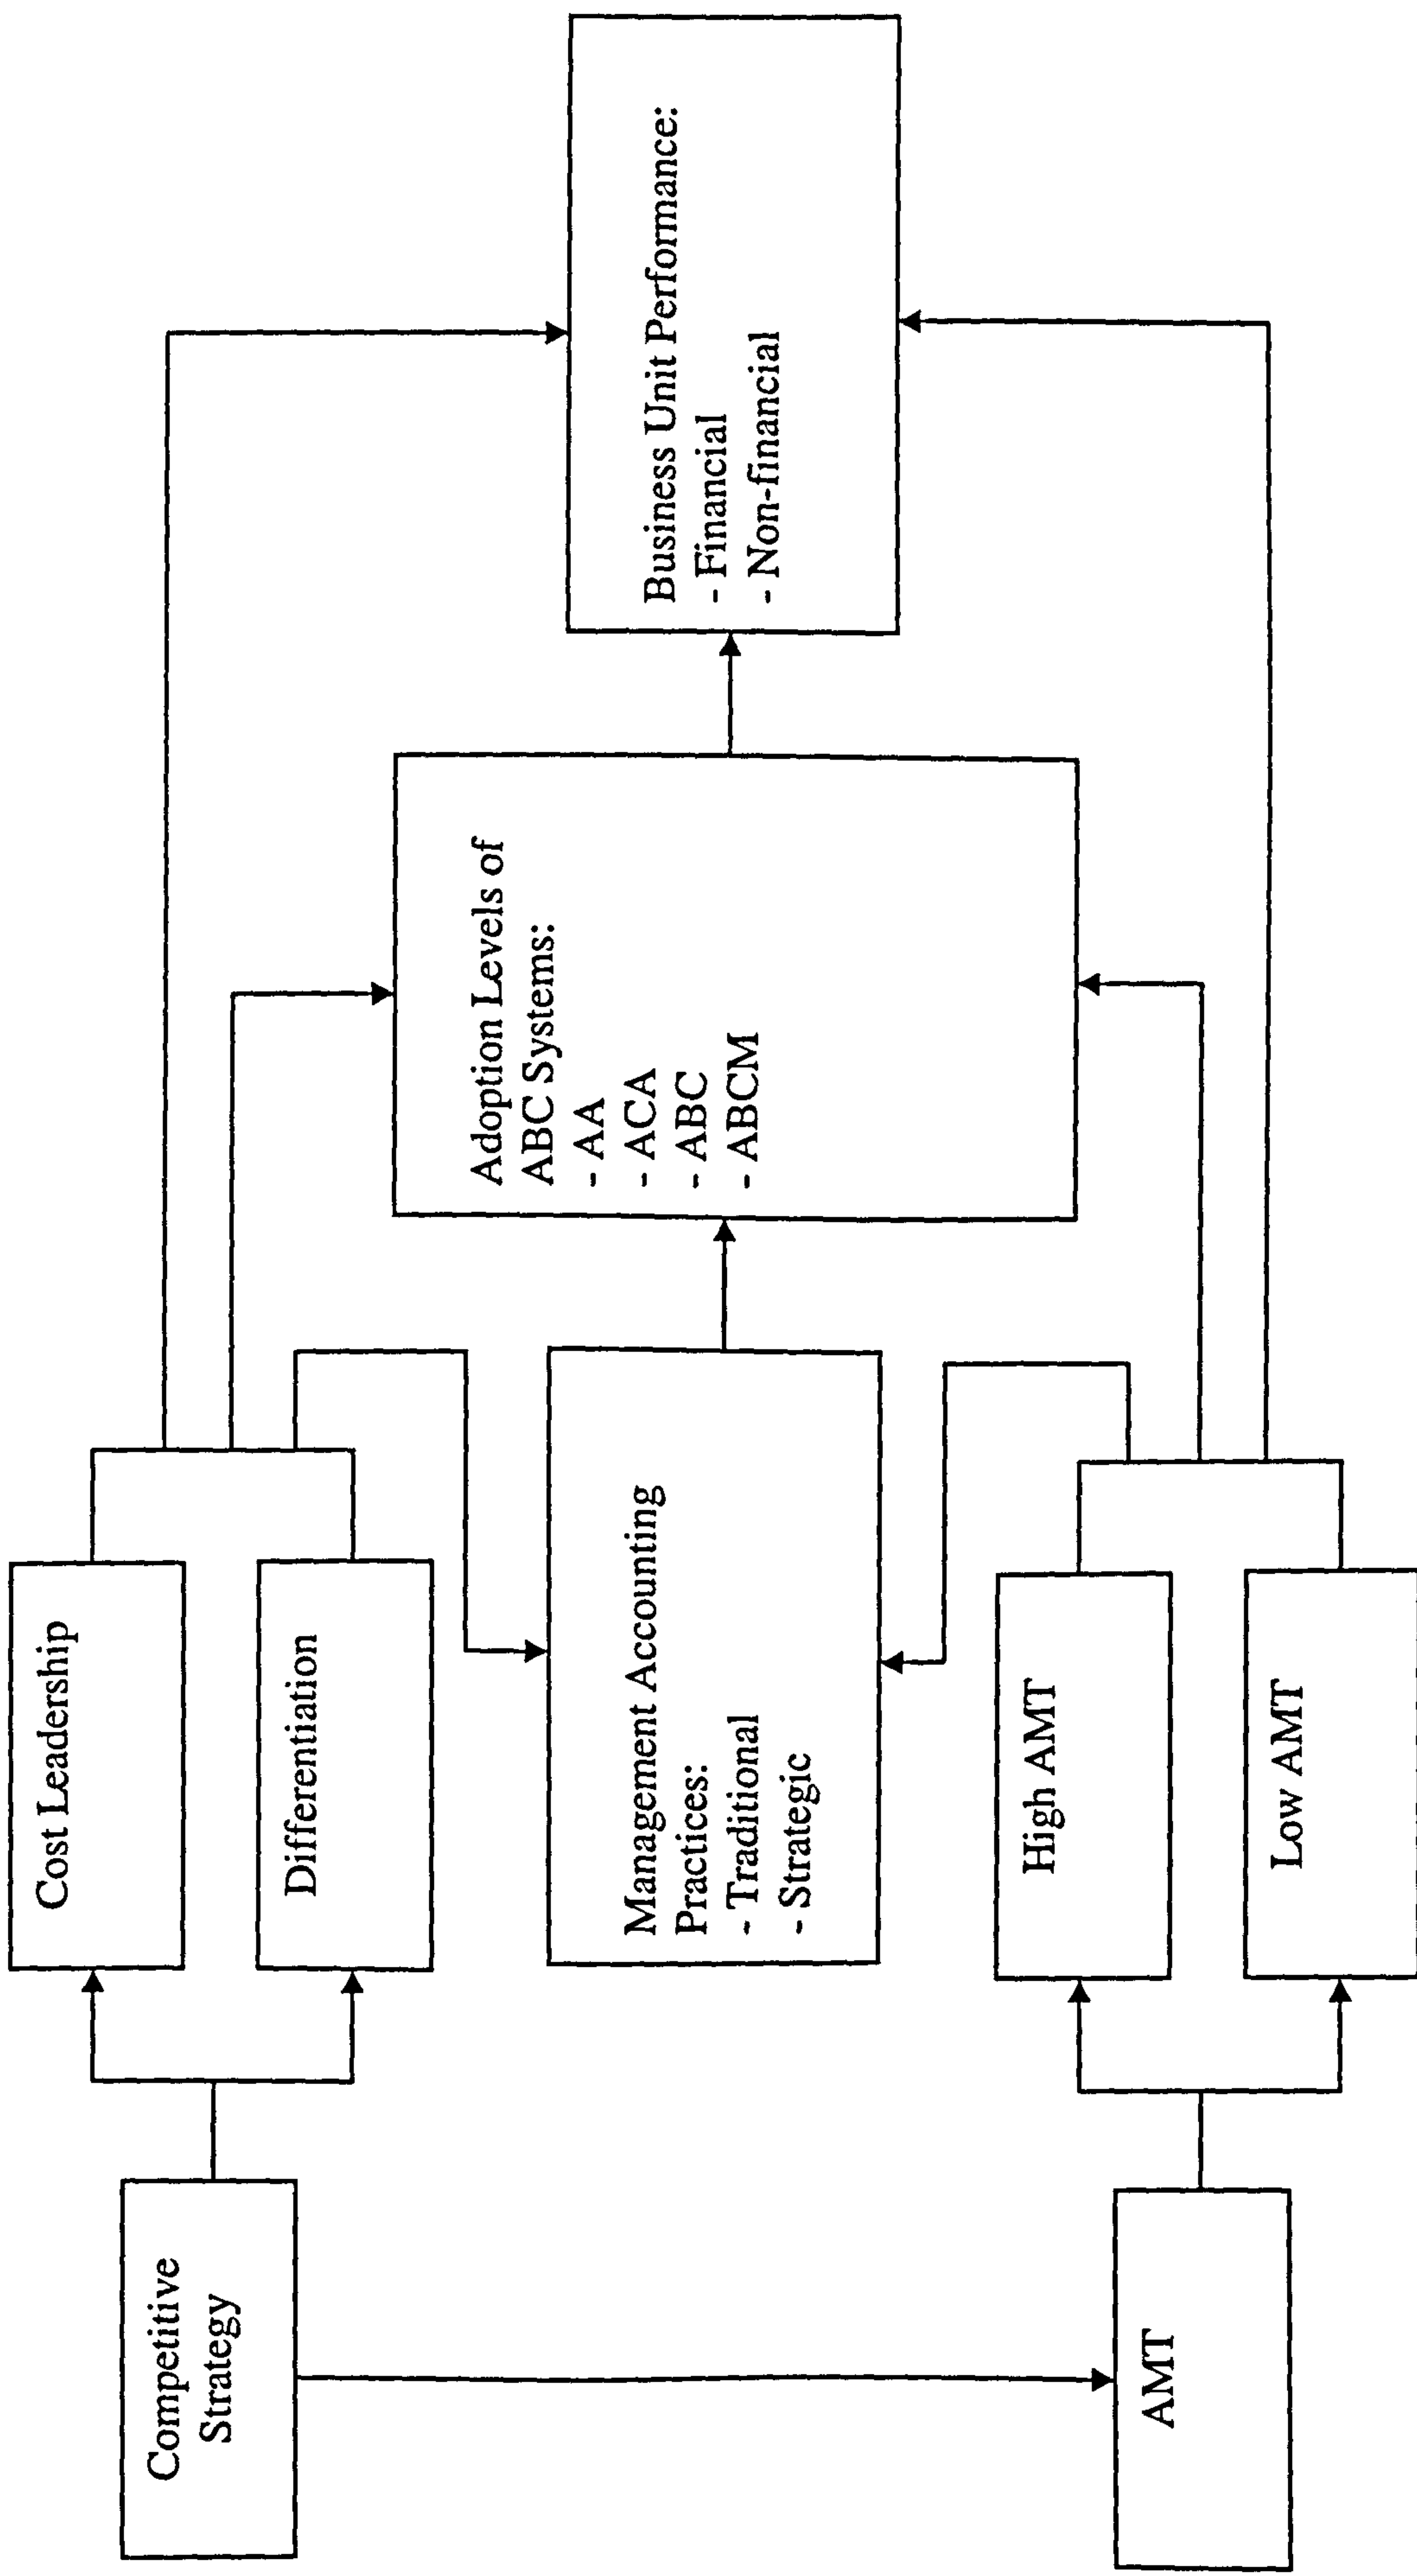 Competitive
Strategy
Cost Leadership
Differentiation
Management Accounting
Practices:
- Traditional
- Strategic
Adoption Levels of
ABC Systems:
- AA
- ACA
- ABC
- ABCM
Business Unit Performance:
- Financial
- Non-financial
AMT
High AMT
Low AMT